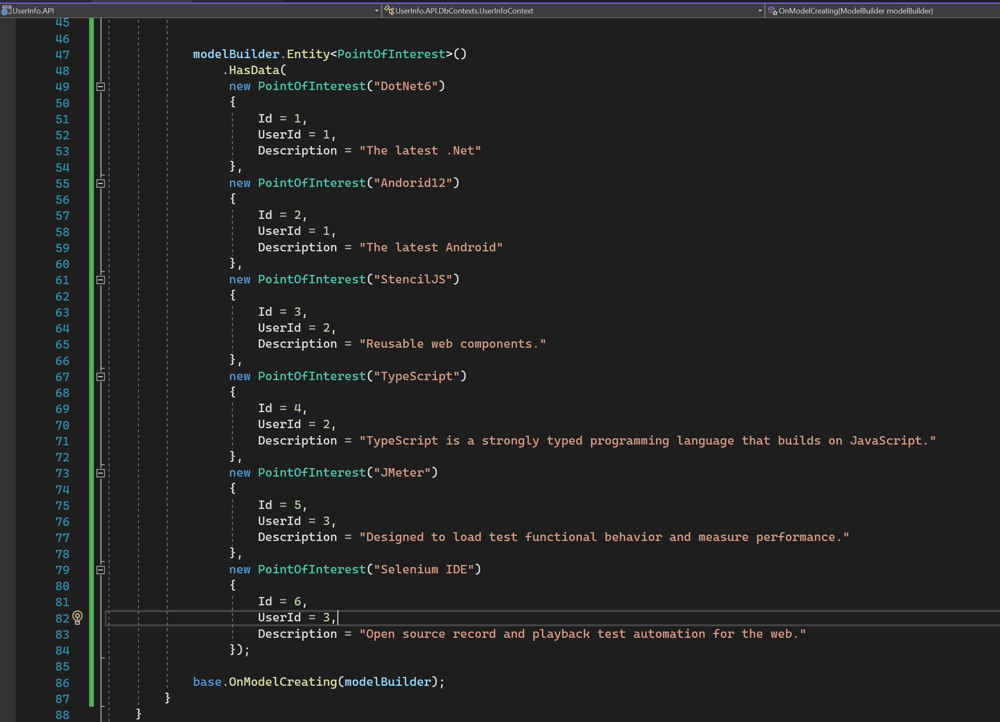 UserInfo.API UserInfo.API.DbContexts.UserInfoContext OnModelCreating(ModelBuilder modelBuilder)
45
46
47 modelBuilder.Entity<PointOfInterest>()
48 .HasData(
49 new PointOfInterest("DotNet6")
50 {
51 Id = 1,
52 UserId = 1,
53 Description = "The latest .Net"
54 },
55 new PointOfInterest("Andorid12")
56 {
57 Id = 2,
58 UserId = 1,
59 Description = "The latest Android"
60 },
61 new PointOfInterest("StencilJS")
62 {
63 Id = 3,
64 UserId = 2,
65 Description = "Reusable web components."
66 },
67 new PointOfInterest("TypeScript")
68 {
69 Id = 4,
70 UserId = 2,
71 Description = "TypeScript is a strongly typed programming language that builds on JavaScript."
72 },
73 new PointOfInterest("JMeter")
74 {
75 Id = 5,
76 UserId = 3,
77 Description = "Designed to load test functional behavior and measure performance."
78 },
79 new PointOfInterest("Selenium IDE")
80 {
81 Id = 6,
82 UserId = 3,
83 Description = "Open source record and playback test automation for the web."
84 });
85
86 base.OnModelCreating(modelBuilder);
87 }
88 }